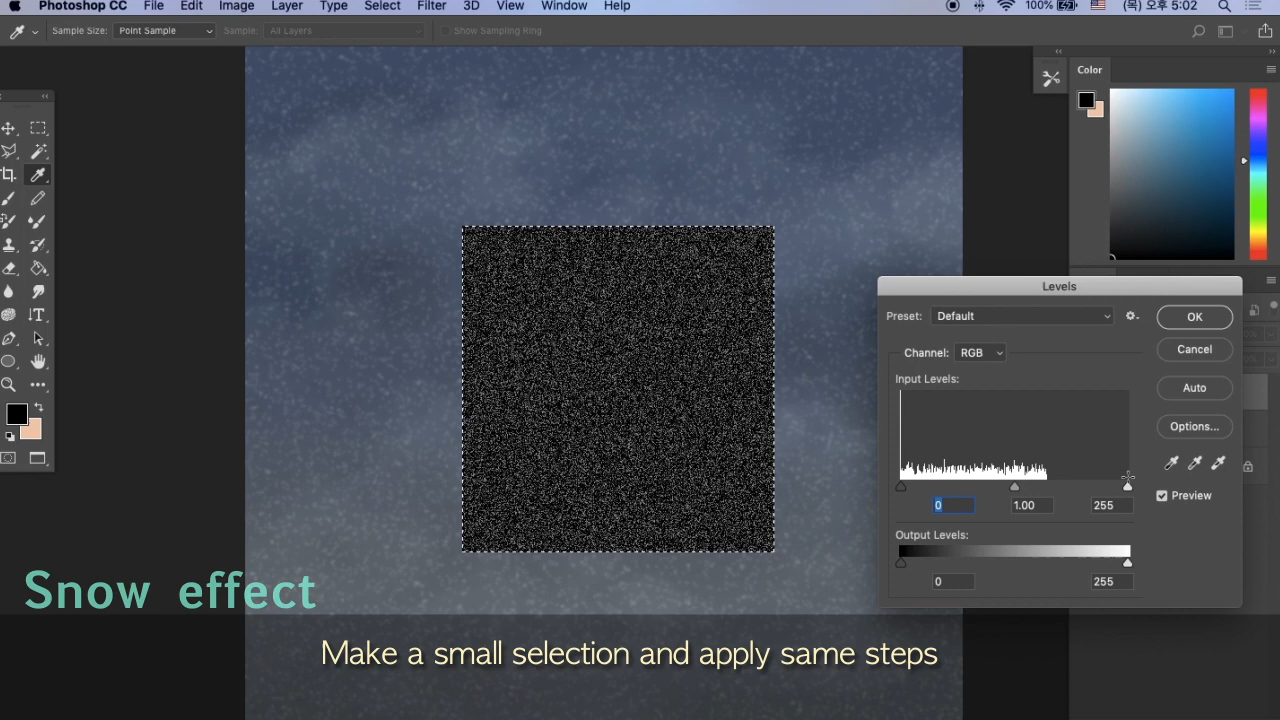 Photoshop CC File Edit Image Layer Type Select Filter 3D View Window Help 100% (목) 오후 5:02
Sample Size: Point Sample Sample: All Layers Show Sampling Ring
Color
Levels
Preset: Default
OK
Channel: RGB
Cancel
Input Levels:
Auto
Options...
Preview
0 1.00 255
Output Levels:
0 255
Snow effect
Make a small selection and apply same steps